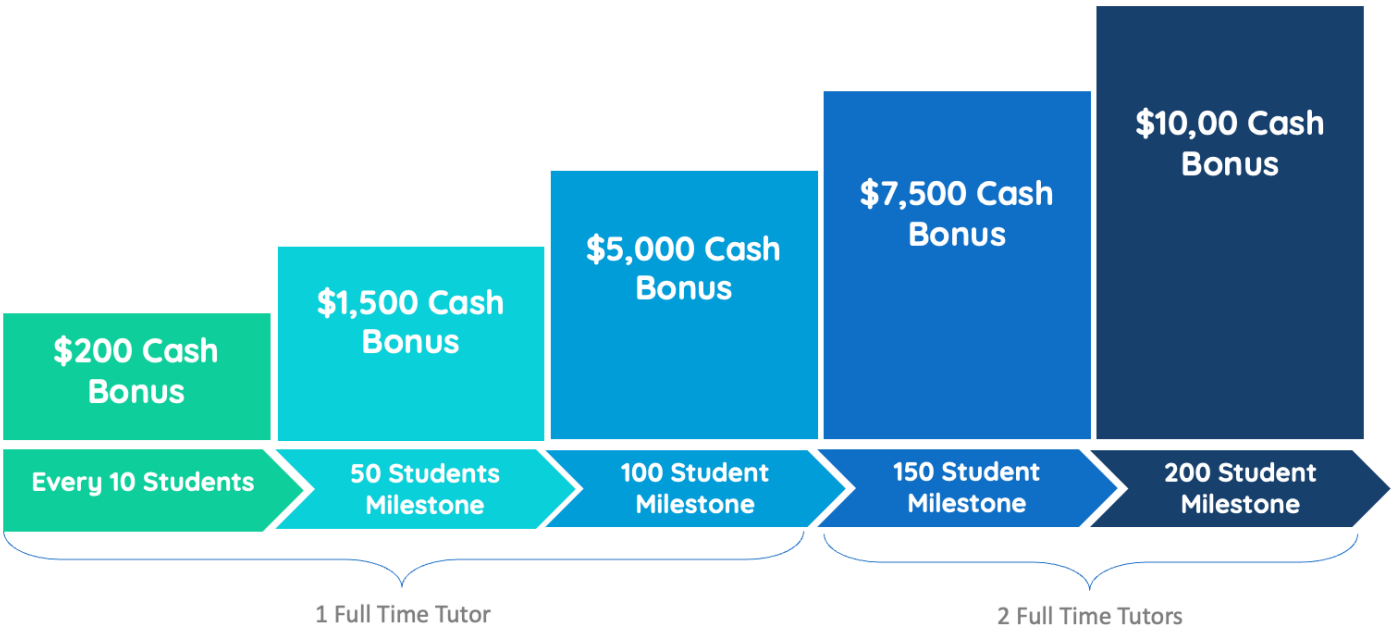 $200 Cash
Bonus
$1,500 Cash
Bonus
$5,000 Cash
Bonus
$7,500 Cash
Bonus
$10,00 Cash
Bonus
Every 10 Students
50 Students
Milestone
100 Student
Milestone
150 Student
Milestone
200 Student
Milestone
1 Full Time Tutor
2 Full Time Tutors